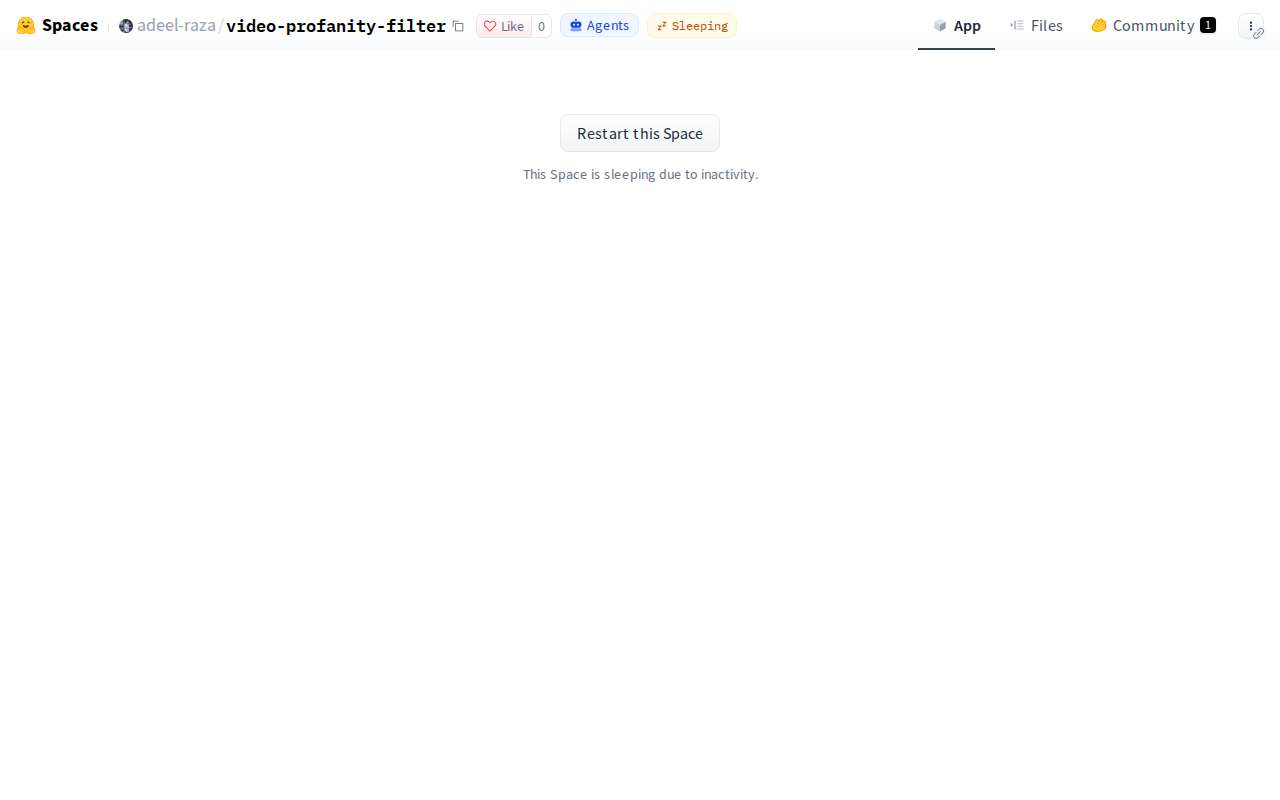 Spaces adeel-raza/video-profanity-filter Like 0 Agents Sleeping App Files Community 1
Restart this Space
This Space is sleeping due to inactivity.